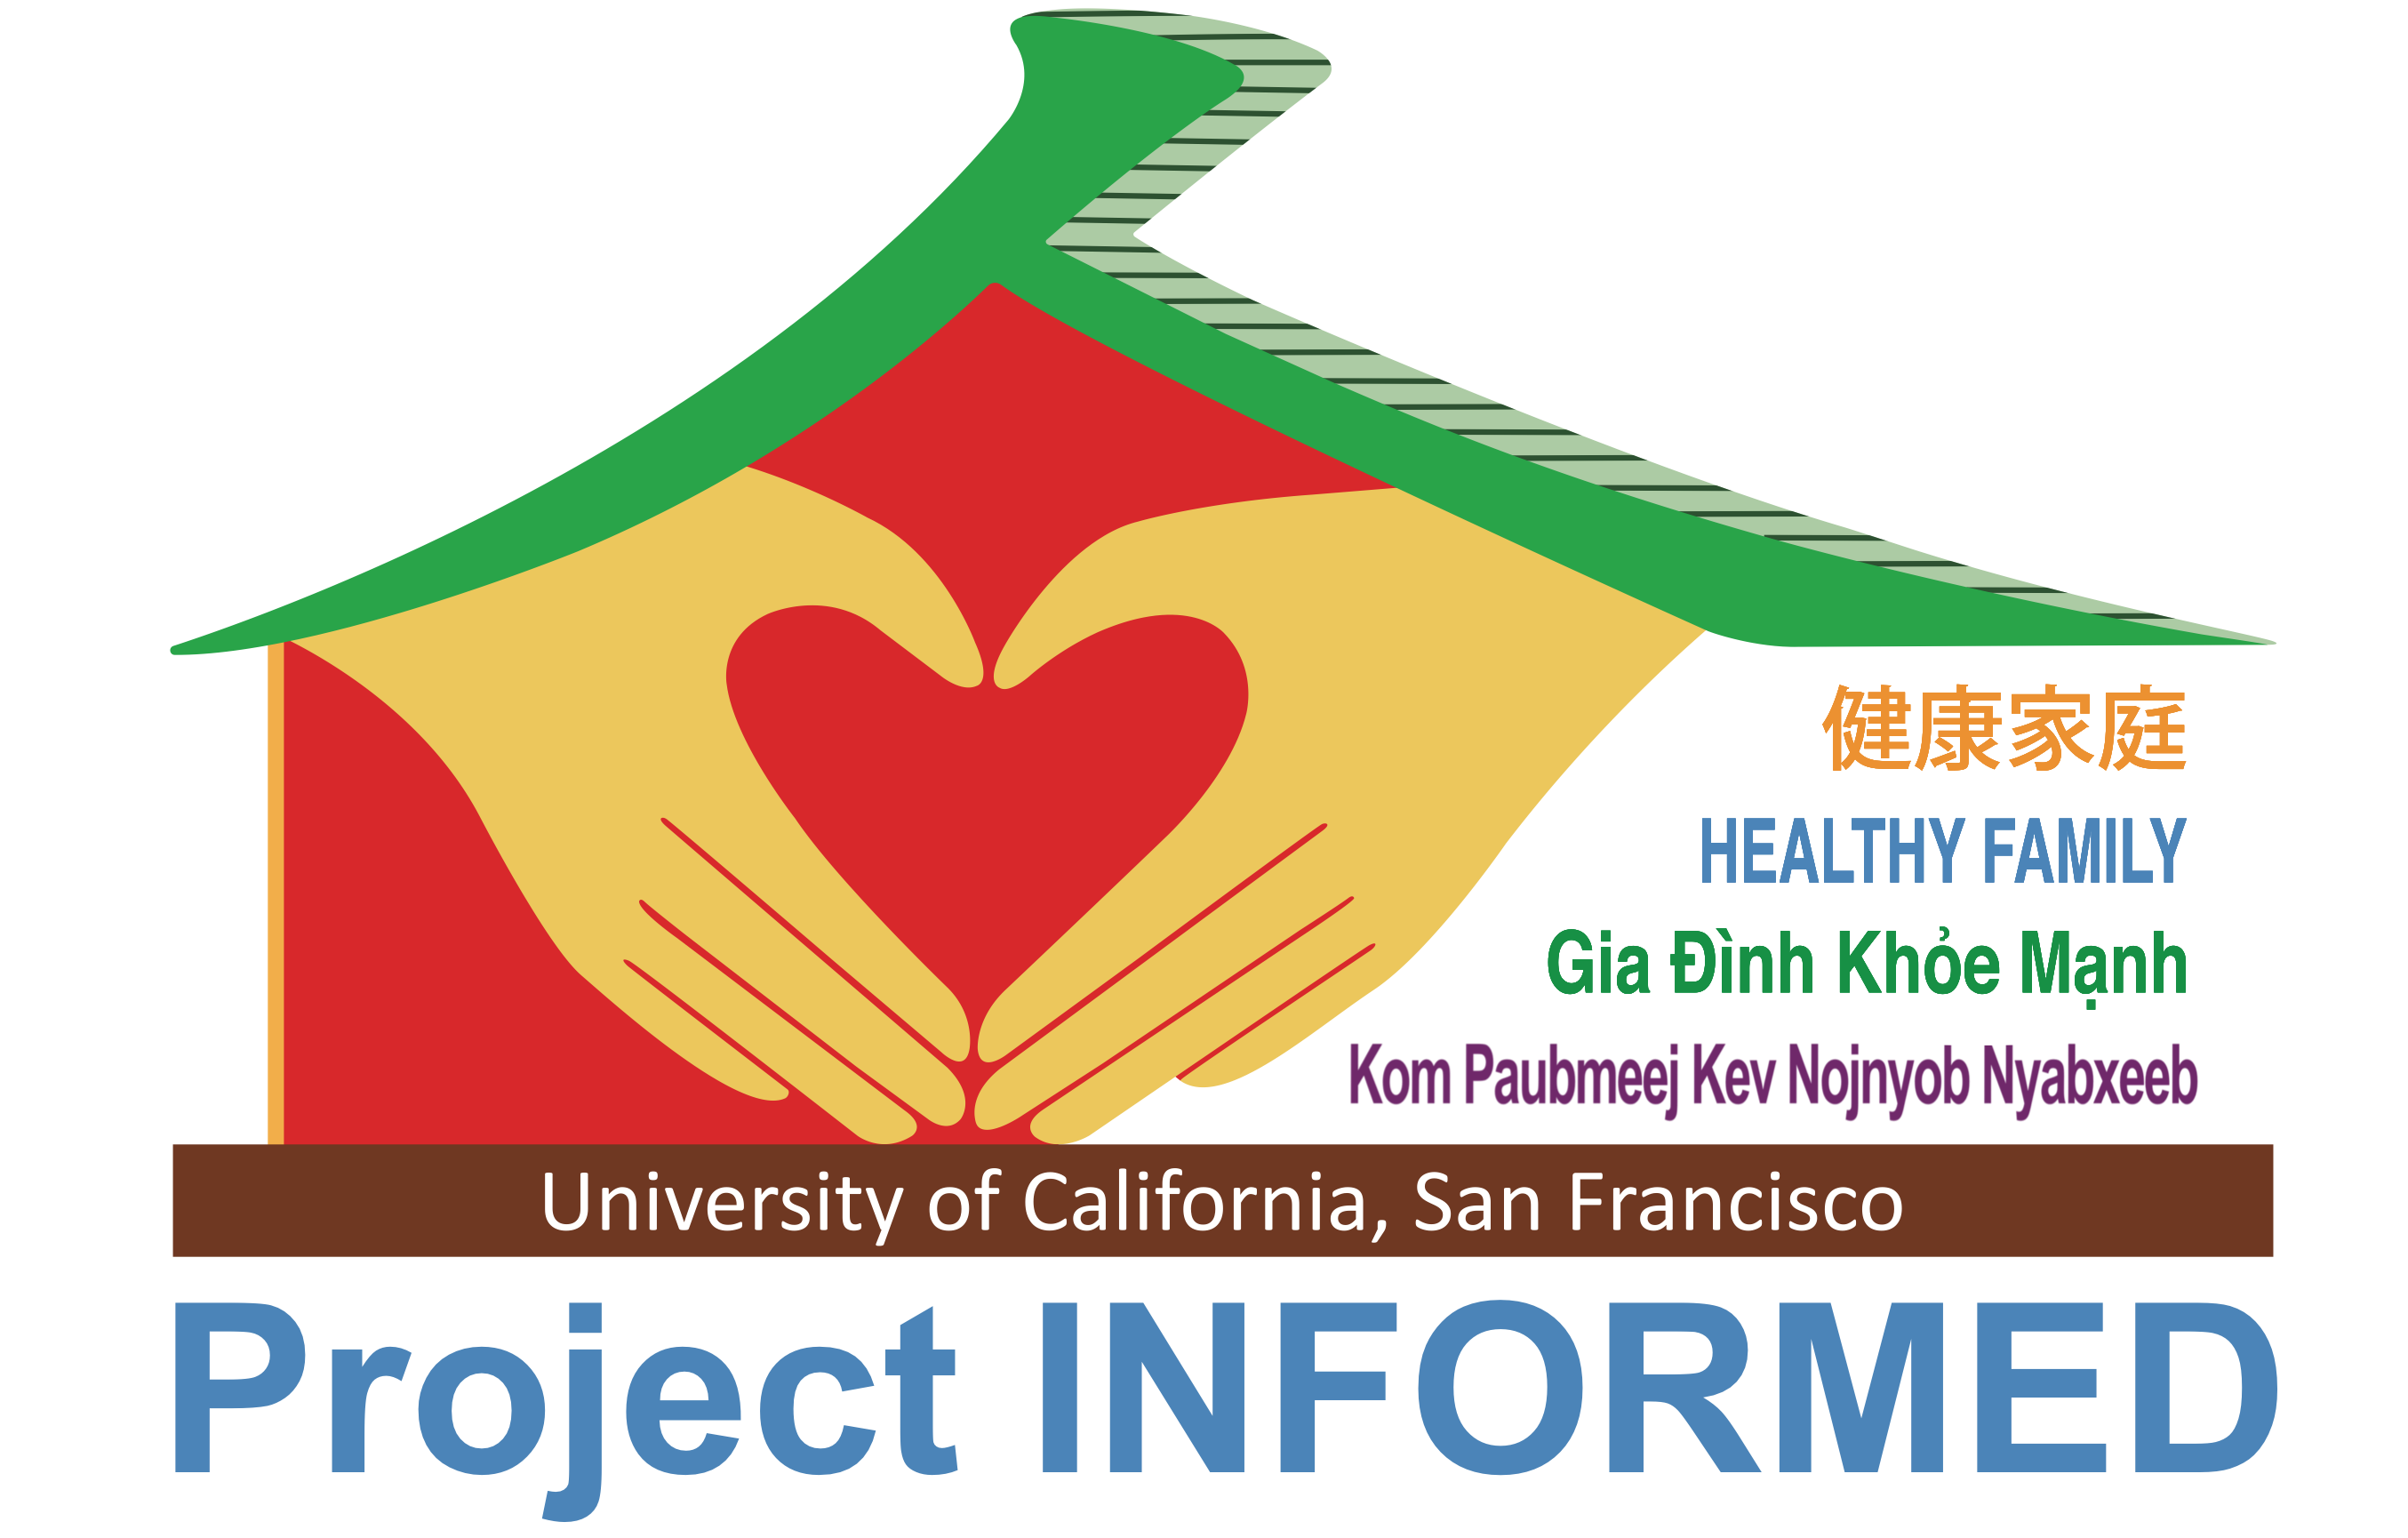 健康家庭
HEALTHY FAMILY
Gia Đình Khỏe Mạnh
Kom Paubmeej Kev Nojnyob Nyabxeeb
University of California, San Francisco
Project INFORMED